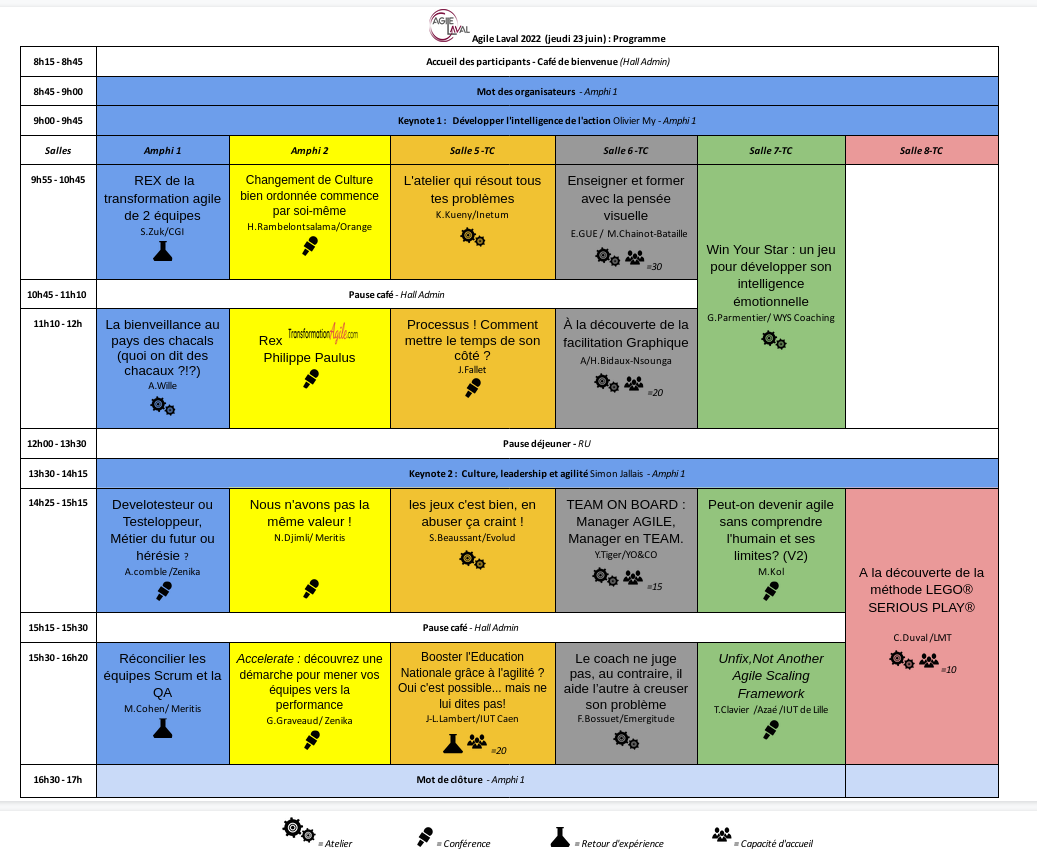 AGILE
LAVAL
Agile Laval 2022 (jeudi 23 juin) : Programme
8h15 - 8h45
Accueil des participants - Café de bienvenue (Hall Admin)
8h45 - 9h00
Mot des organisateurs - Amphi 1
9h00 - 9h45
Keynote 1 : Développer l'intelligence de l'action Olivier My - Amphi 1
Salles
Amphi 1
Amphi 2
Salle 5 -TC
Salle 6 -TC
Salle 7-TC
Salle 8-TC
9h55 - 10h45
REX de la
transformation agile
de 2 équipes
S.Zuk/CGI
Changement de Culture
bien ordonnée commence
par soi-même
H.Rambelontsalama/Orange
L'atelier qui résout tous
tes problèmes
K.Kueny/Inetum
Enseigner et former
avec la pensée
visuelle
E.GUE / M.Chainot-Bataille
=30
Win Your Star : un jeu
pour développer son
intelligence
émotionnelle
G.Parmentier/ WYS Coaching
10h45 - 11h10
Pause café - Hall Admin
11h10 - 12h
La bienveillance au
pays des chacals
(quoi on dit des
chacaux ?!?)
A.Wille
Rex TransformationAgile.com
Philippe Paulus
Processus ! Comment
mettre le temps de son
côté ?
J.Fallet
À la découverte de la
facilitation Graphique
A/H.Bidaux-Nsounga
=20
12h00 - 13h30
Pause déjeuner - RU
13h30 - 14h15
Keynote 2 : Culture, leadership et agilité Simon Jallais - Amphi 1
14h25 - 15h15
Develotesteur ou
Testeloppeur,
Métier du futur ou
hérésie ?
A.comble /Zenika
Nous n'avons pas la
même valeur !
N.Djimli/ Meritis
les jeux c'est bien, en
abuser ça craint !
S.Beaussant/Evolud
TEAM ON BOARD :
Manager AGILE,
Manager en TEAM.
Y.Tiger/YO&CO
=15
Peut-on devenir agile
sans comprendre
l'humain et ses
limites? (V2)
M.Kol
A la découverte de la
méthode LEGO®
SERIOUS PLAY®
C.Duval /LMT
=10
15h15 - 15h30
Pause café - Hall Admin
15h30 - 16h20
Réconcilier les
équipes Scrum et la
QA
M.Cohen/ Meritis
Accelerate : découvrez une
démarche pour mener vos
équipes vers la
performance
G.Graveaud/ Zenika
Booster l'Education
Nationale grâce à l'agilité ?
Oui c'est possible... mais ne
lui dites pas!
J-L.Lambert/IUT Caen
=20
Le coach ne juge
pas, au contraire, il
aide l'autre à creuser
son problème
F.Bossuet/Emergitude
Unfix,Not Another
Agile Scaling
Framework
T.Clavier /Azaé /IUT de Lille
16h30 - 17h
Mot de clôture - Amphi 1
= Atelier
= Conférence
= Retour d'expérience
= Capacité d'accueil